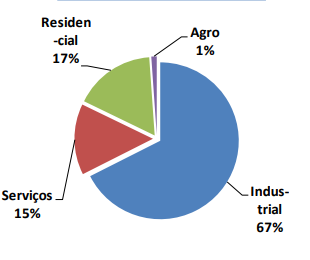 Residen
-cial
17%
Agro
1%
Serviços
15%
Indus-
trial
67%